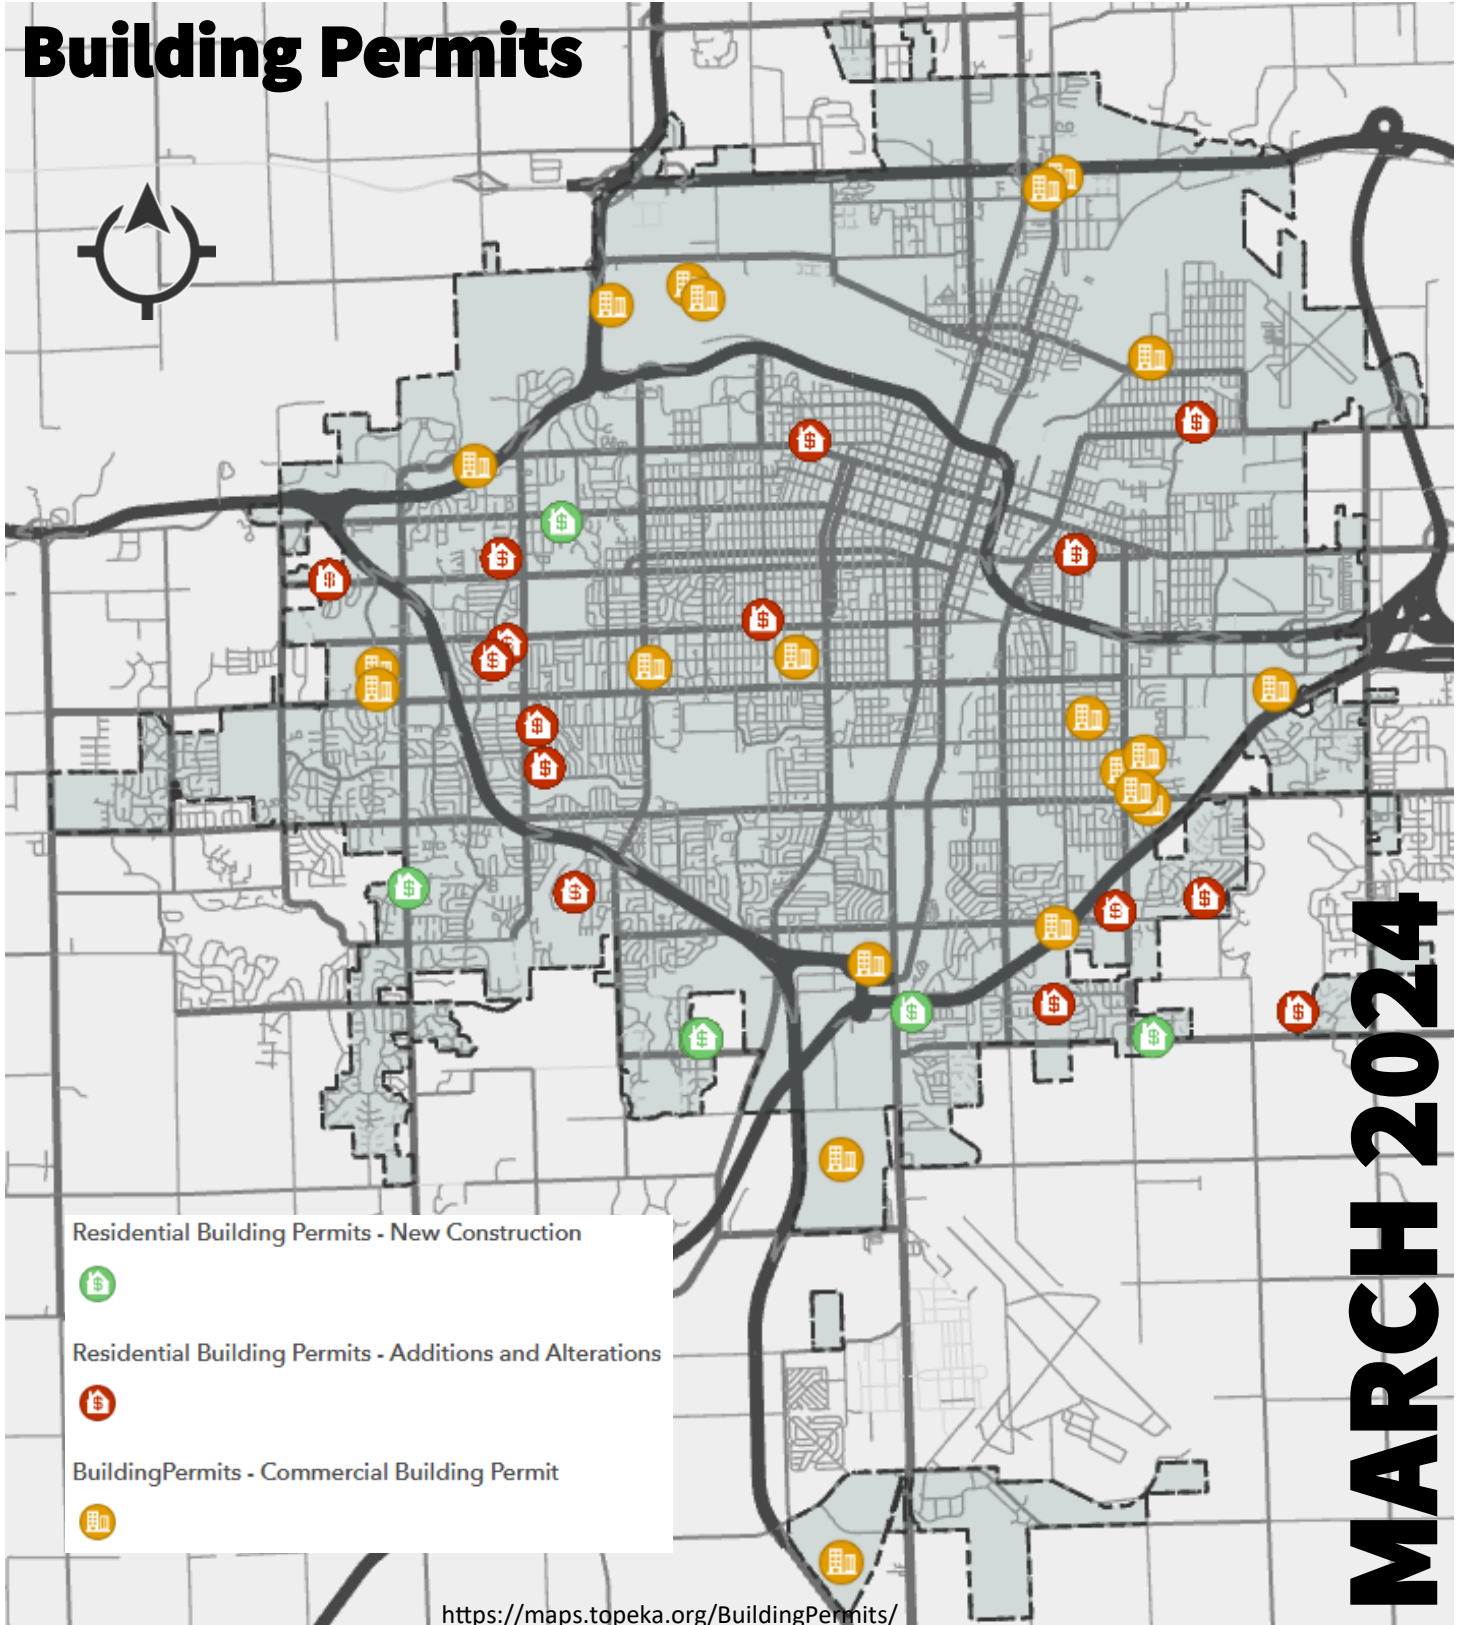 Building Permits
MARCH 2024
Residential Building Permits - New Construction
Residential Building Permits - Additions and Alterations
BuildingPermits - Commercial Building Permit
https://maps.topeka.org/BuildingPermits/